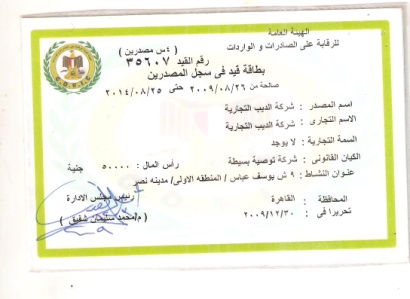 الهيئة العامة
للرقابة على الصادرات و الواردات
( ٤س مصدرين )
رقم القيد ٣٥٦٠٧
بطاقة قيد فى سجل المصدرين
صالحة من ٢٠٠٩/٠٨/٢٦ حتى ٢٠١٤/٠٨/٢٥
اسم المصدر : شركة الديب التجارية
الاسم التجارى : شركة الديب التجارية
السمة التجارية : لا يوجد
الكيان القانونى : شركة توصية بسيطة رأس المال : ٥٠٠٠٠ جنية
عنوان النشاط : ٩ ش يوسف عباس / المنطقه الاولى/ مدينه نصر
المحافظة : القاهرة رئيس مجلس الادارة
تحريرا فى : ٢٠٠٩/١٢/٣٠ ( م/محمد سليمان شفيق )
G.O.E.I.C